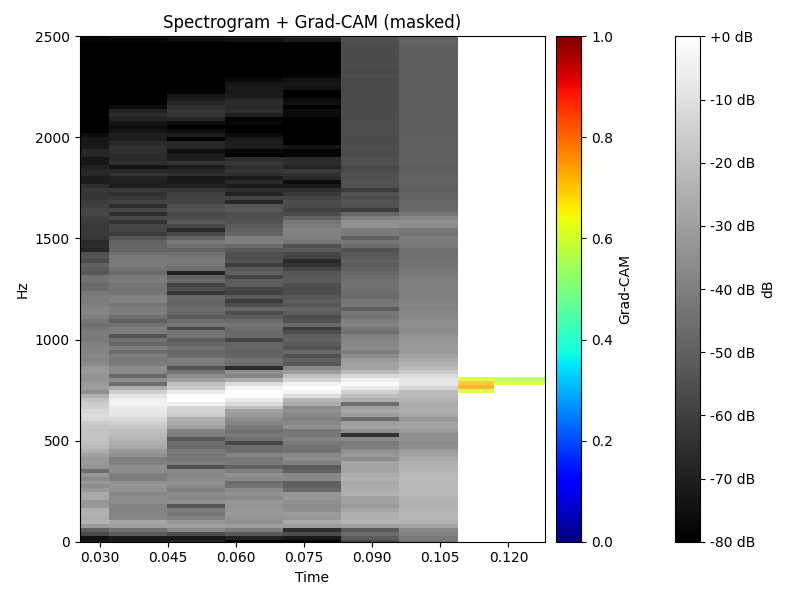 Spectrogram + Grad-CAM (masked)
2500
2000
1500
1000
500
0
Hz
0.030
0.045
0.060
0.075
0.090
0.105
0.120
Time
1.0
0.8
0.6
0.4
0.2
0.0
Grad-CAM
+0 dB
-10 dB
-20 dB
-30 dB
-40 dB
-50 dB
-60 dB
-70 dB
-80 dB
dB